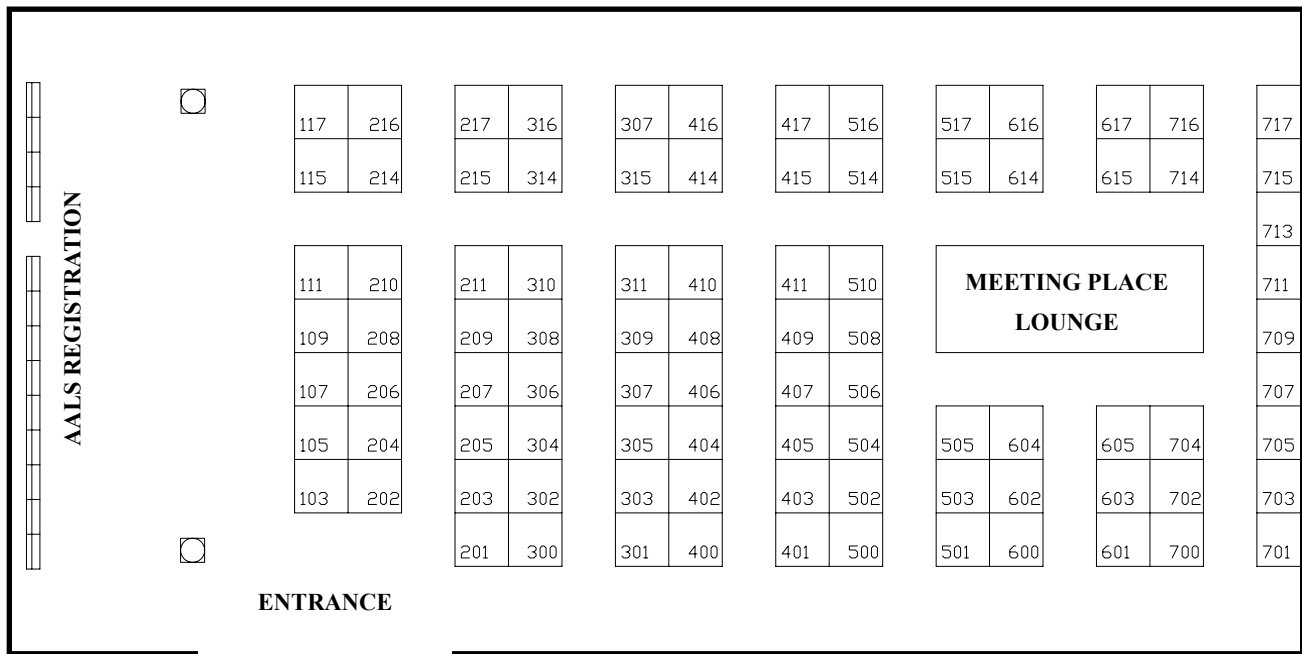 117 216 217 316 307 416 417 516 517 616 617 716 717
115 214 215 314 315 414 415 514 515 614 615 714 715
713
111 210 211 310 311 410 411 510 MEETING PLACE 711
LOUNGE
109 208 209 308 309 408 409 508 709
107 206 207 306 307 406 407 506 707
AALS REGISTRATION
105 204 205 304 305 404 405 504 505 604 605 704 705
103 202 203 302 303 402 403 502 503 602 603 702 703
201 300 301 400 401 500 501 600 601 700 701
ENTRANCE